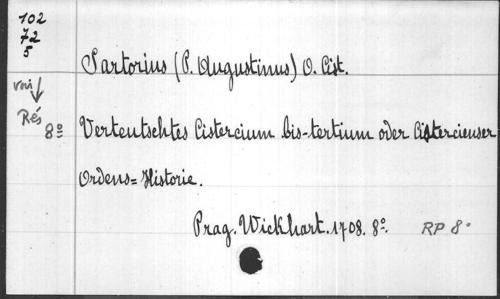 102
72
5
Sartorius (P. Augustinus) O. Cist.
voir
Rés
8º Verteutschtes Cistercium bis-tertium oder Cistercienser
Ordens=Historie.
Prag. Wickhart. 1708. 8º. RP 8º